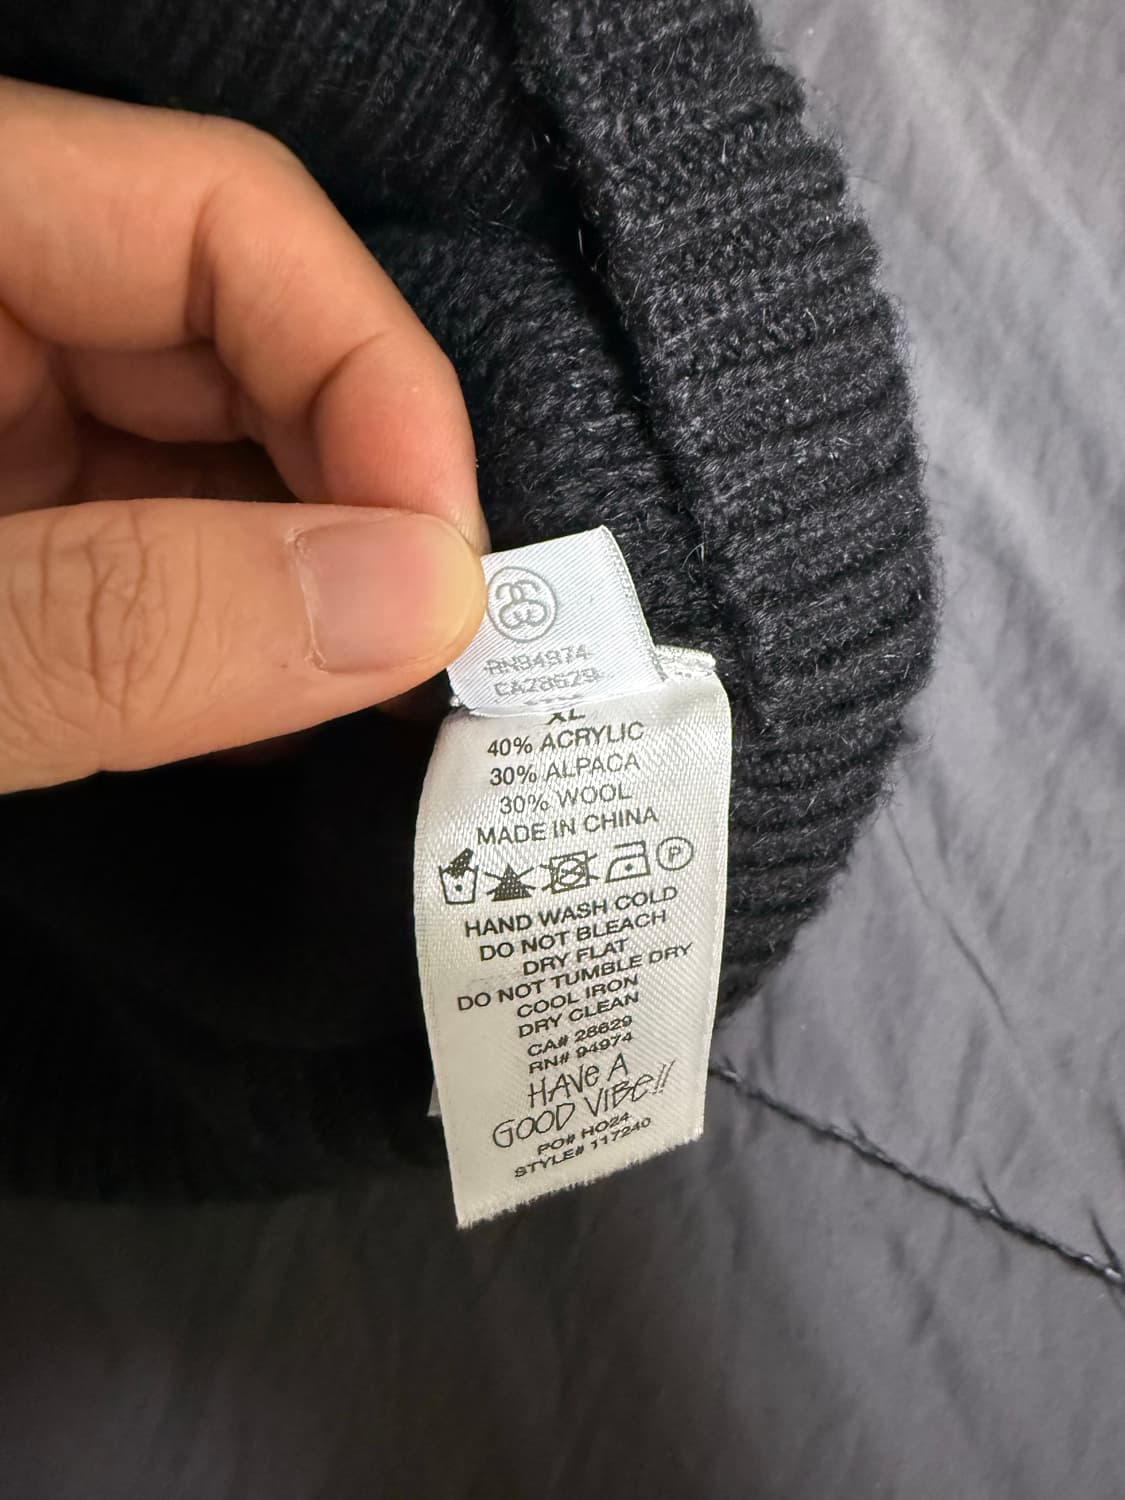 RN94974
CA28629
XL
40% ACRYLIC
30% ALPACA
30% WOOL
MADE IN CHINA
P
HAND WASH COLD
DO NOT BLEACH
DRY FLAT
DO NOT TUMBLE DRY
COOL IRON
DRY CLEAN
CA# 28629
RN# 94974
HAVE A
GOOD VIBE!!
PO# HO24
STYLE# 117240